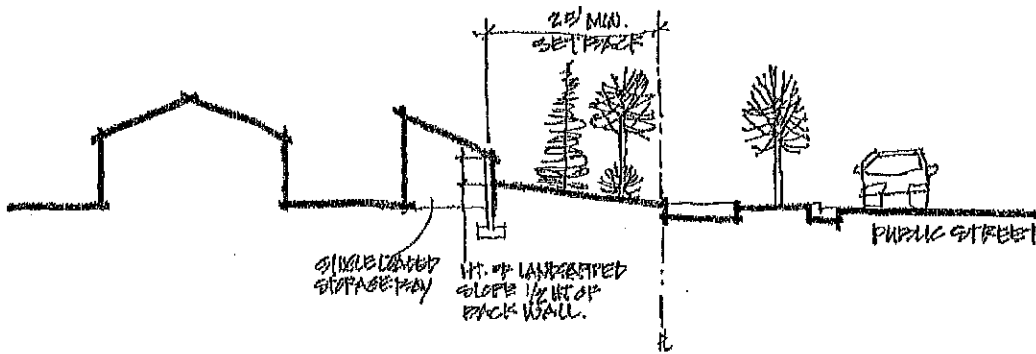 25' MIN.
SETBACK
PUBLIC STREET
SINGLE LOADED
STORAGE BAY
HT. OF LANDSCAPED
SLOPE 1/2 HT OF
BACK WALL.
PL